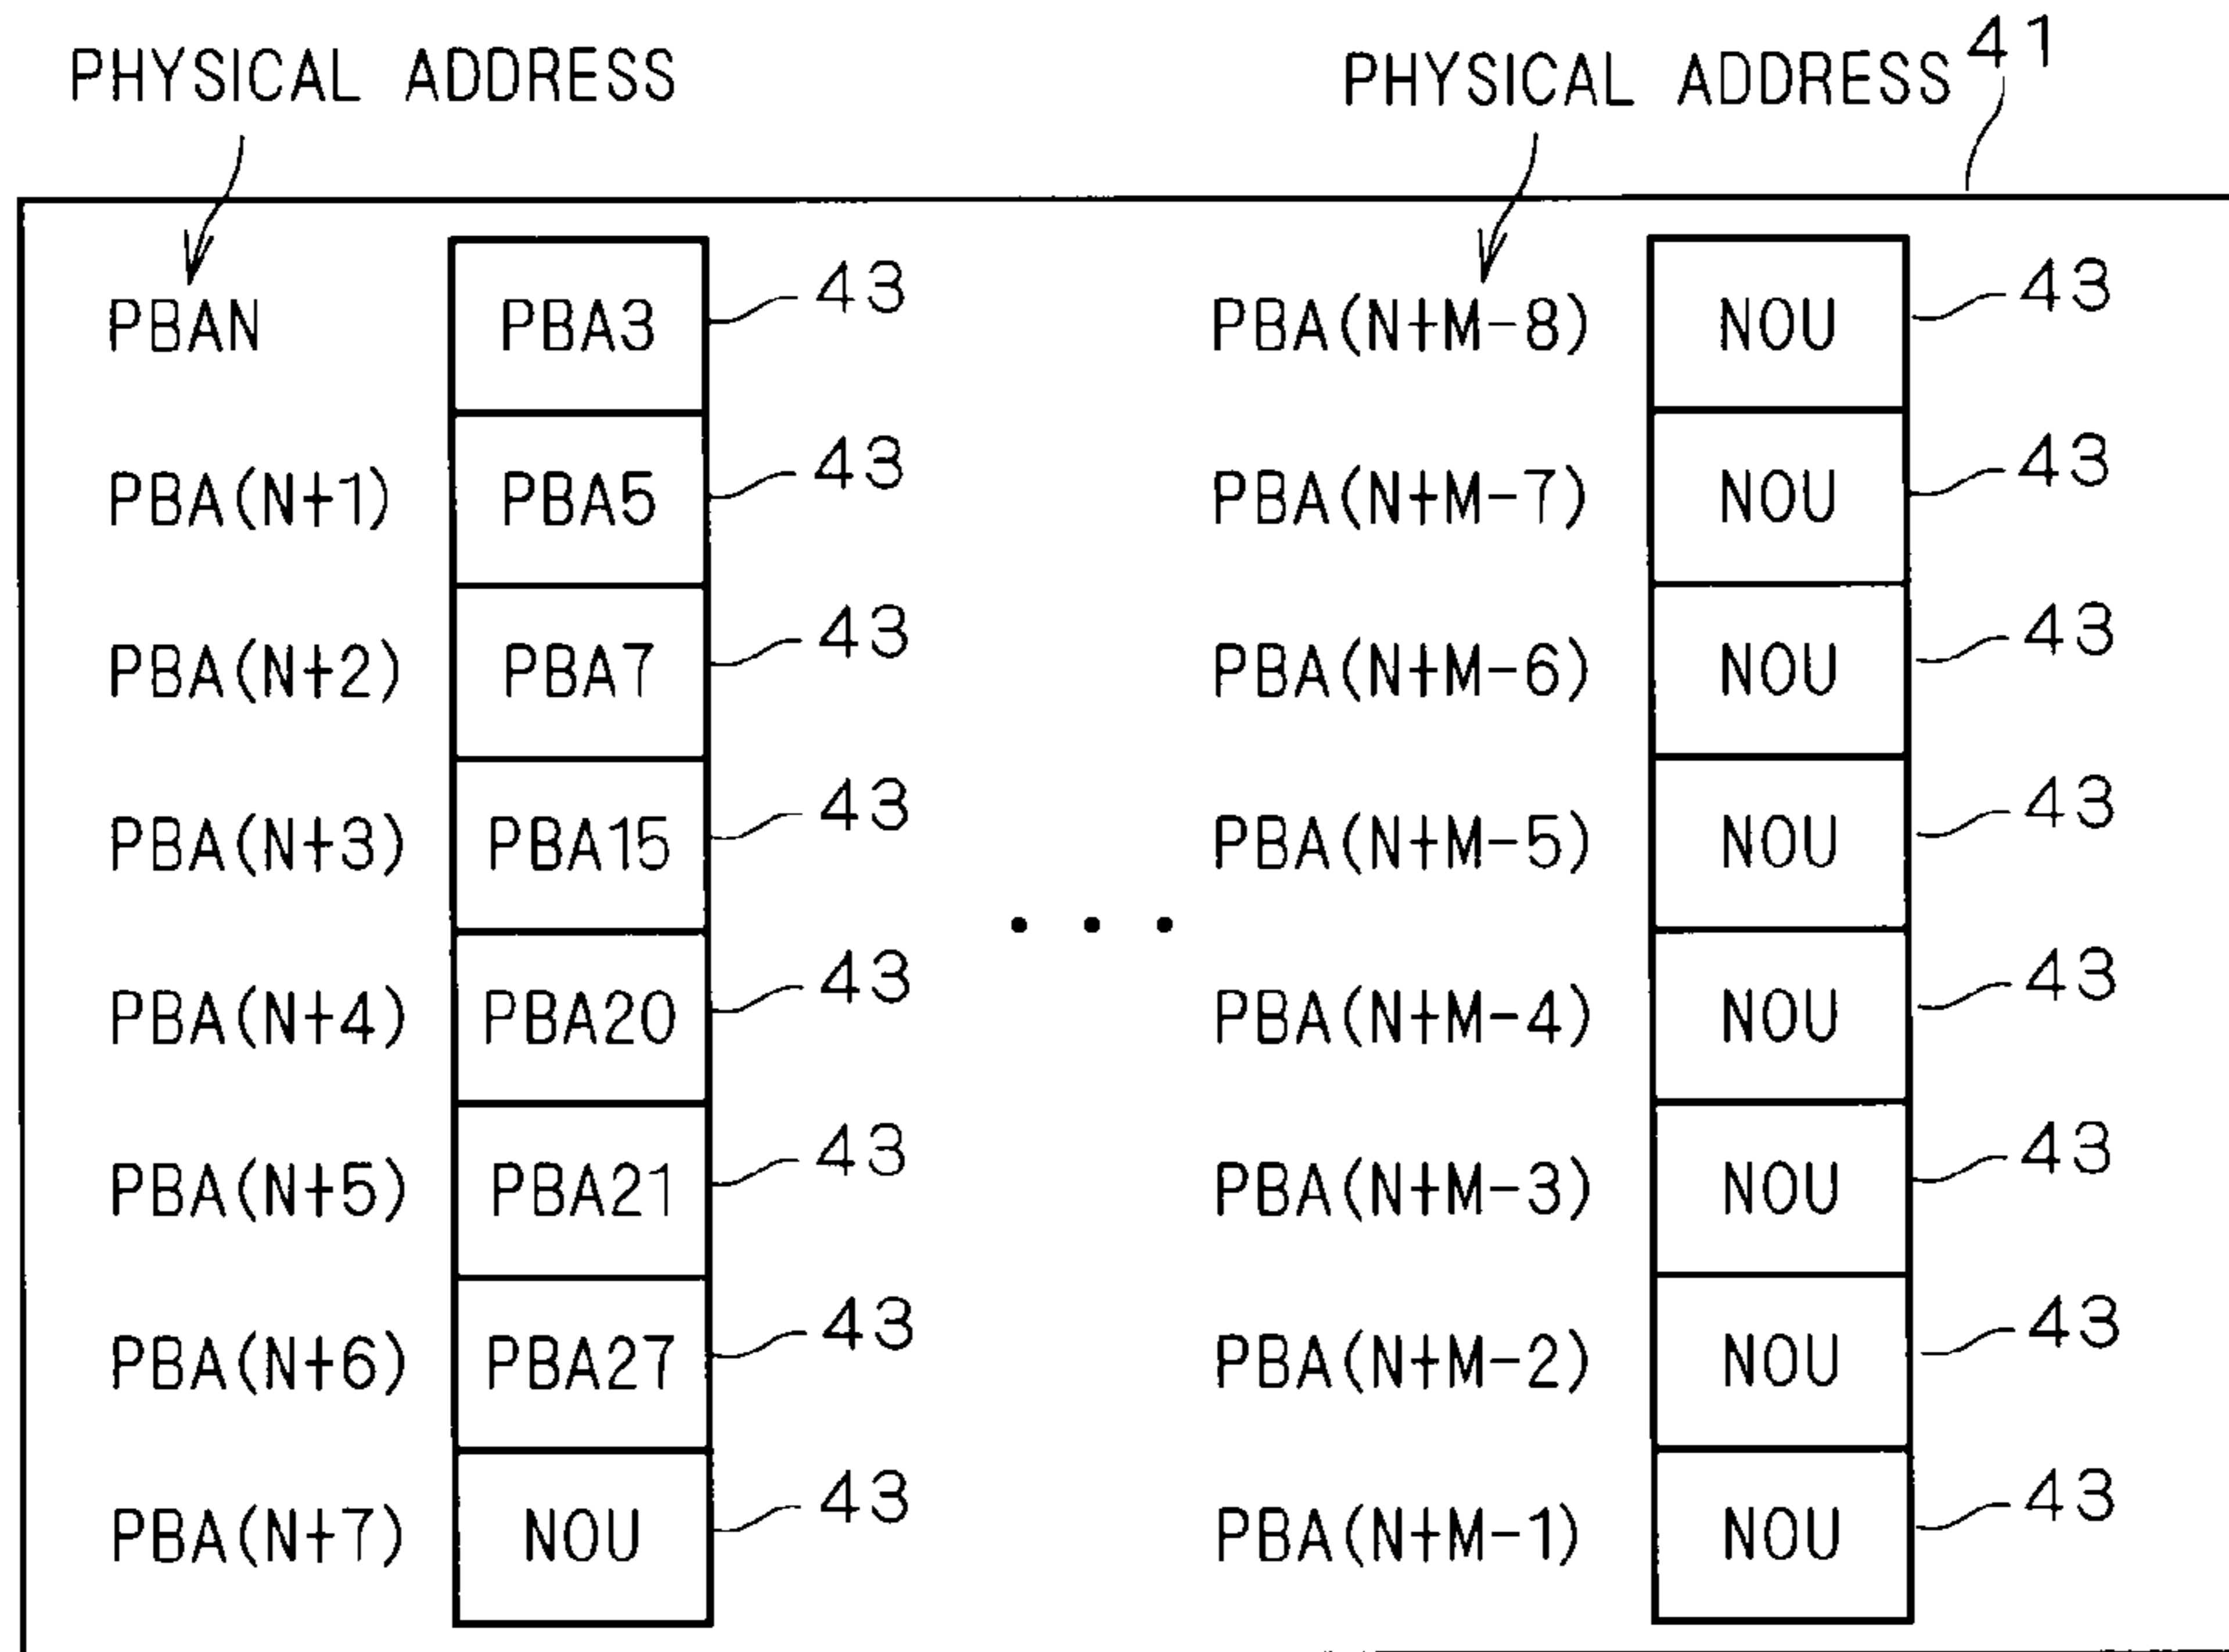 PHYSICAL ADDRESS PHYSICAL ADDRESS 41
PBAN PBA3 43 PBA(N+M-8) NOU 43
PBA(N+1) PBA5 43 PBA(N+M-7) NOU 43
PBA(N+2) PBA7 43 PBA(N+M-6) NOU 43
PBA(N+3) PBA15 43 PBA(N+M-5) NOU 43
• • •
PBA(N+4) PBA20 43 PBA(N+M-4) NOU 43
PBA(N+5) PBA21 43 PBA(N+M-3) NOU 43
PBA(N+6) PBA27 43 PBA(N+M-2) NOU 43
PBA(N+7) NOU 43 PBA(N+M-1) NOU 43